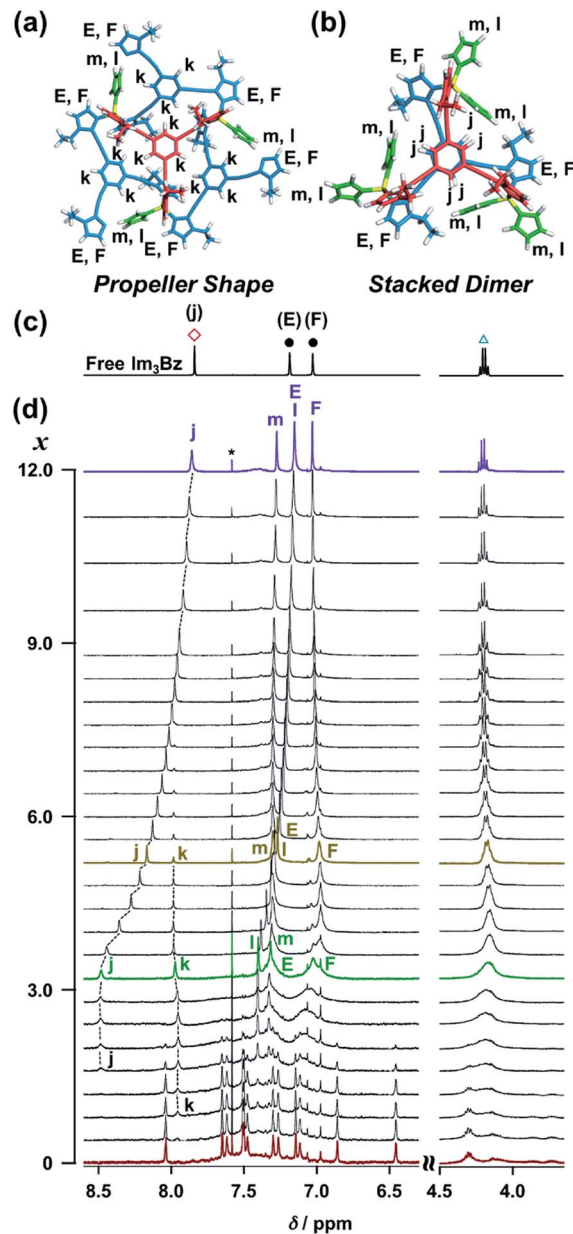 (a)
(b)
E, F
m, l
k
k
k
E, F
k
k
k
m, l
k
k
k
E, F
m, l
E, F
E, F
Propeller Shape
m, l
E, F
m, l
j
j
j
j
j
j
E, F
m, l
m, l
E, F
m, l
m, l
Stacked Dimer
(c)
(j)
(E)
(F)
Free Im₃Bz
(d)
x
j
*
m
E
l
F
12.0
9.0
6.0
j
k
m
E
l
F
j
k
l
m
E
F
3.0
j
k
0
8.5
8.0
7.5
7.0
6.5
4.5
4.0
δ / ppm